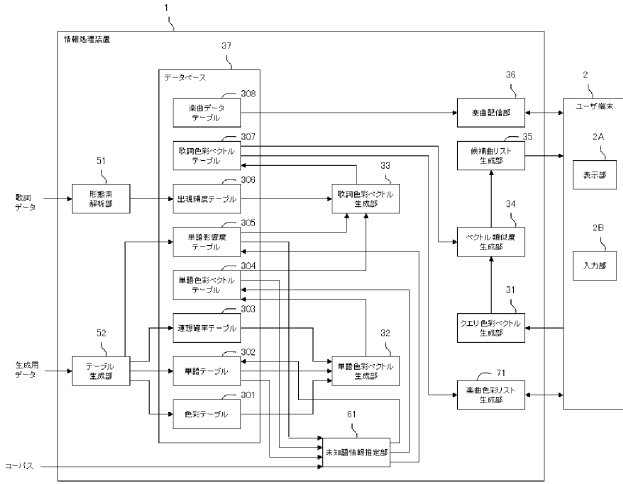 1
情報処理装置
37
データベース
308
楽曲データ
テーブル
307
歌詞色彩ベクトル
テーブル
306
出現頻度テーブル
305
単語影響度
テーブル
304
単語色彩ベクトル
テーブル
303
連想確率テーブル
302
単語テーブル
301
色彩テーブル
歌詞
データ
51
形態素
解析部
生成用
データ
52
テーブル
生成部
コーパス
33
歌詞色彩ベクトル
生成部
32
単語色彩ベクトル
生成部
61
未知語情報推定部
36
楽曲配信部
35
候補曲リスト
生成部
34
ベクトル類似度
生成部
31
クエリ色彩ベクトル
生成部
71
楽曲色彩リスト
生成部
2
ユーザ端末
2A
表示部
2B
入力部